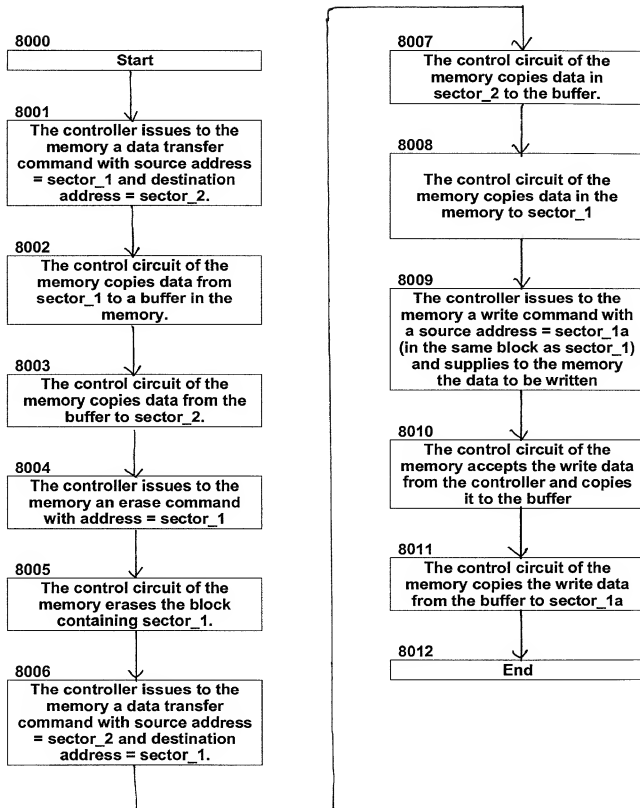 8000
Start
8001
The controller issues to the
memory a data transfer
command with source address
= sector_1 and destination
address = sector_2.
8002
The control circuit of the
memory copies data from
sector_1 to a buffer in the
memory.
8003
The control circuit of the
memory copies data from the
buffer to sector_2.
8004
The controller issues to the
memory an erase command
with address = sector_1
8005
The control circuit of the
memory erases the block
containing sector_1.
8006
The controller issues to the
memory a data transfer
command with source address
= sector_2 and destination
address = sector_1.
8007
The control circuit of the
memory copies data in
sector_2 to the buffer.
8008
The control circuit of the
memory copies data in the
memory to sector_1
8009
The controller issues to the
memory a write command with
a source address = sector_1a
(in the same block as sector_1)
and supplies to the memory
the data to be written
8010
The control circuit of the
memory accepts the write data
from the controller and copies
it to the buffer
8011
The control circuit of the
memory copies the write data
from the buffer to sector_1a
8012
End